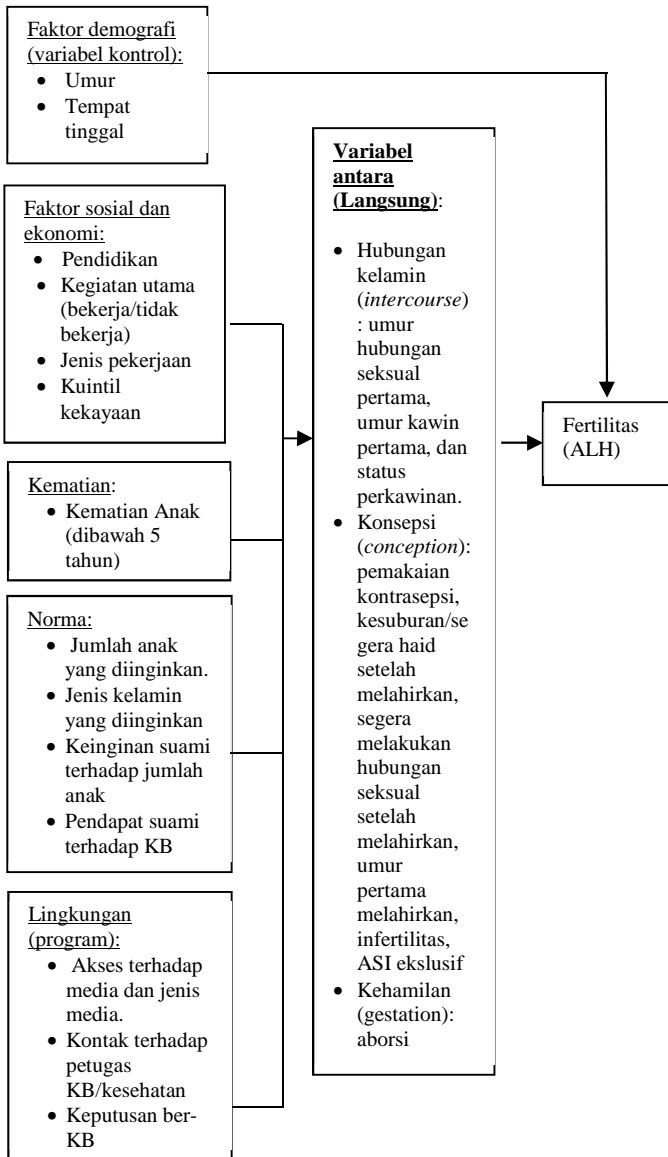 Faktor demografi
(variabel kontrol):
• Umur
• Tempat
tinggal
Faktor sosial dan
ekonomi:
• Pendidikan
• Kegiatan utama
(bekerja/tidak
bekerja)
• Jenis pekerjaan
• Kuintil
kekayaan
Kematian:
• Kematian Anak
(dibawah 5
tahun)
Norma:
• Jumlah anak
yang diinginkan.
• Jenis kelamin
yang diinginkan
• Keinginan suami
terhadap jumlah
anak
• Pendapat suami
terhadap KB
Lingkungan
(program):
• Akses terhadap
media dan jenis
media.
• Kontak terhadap
petugas
KB/kesehatan
• Keputusan ber-
KB
Variabel
antara
(Langsung):
• Hubungan
kelamin
(intercourse)
: umur
hubungan
seksual
pertama,
umur kawin
pertama, dan
status
perkawinan.
• Konsepsi
(conception):
pemakaian
kontrasepsi,
kesuburan/se
gera haid
setelah
melahirkan,
segera
melakukan
hubungan
seksual
setelah
melahirkan,
umur
pertama
melahirkan,
infertilitas,
ASI ekslusif
• Kehamilan
(gestation):
aborsi
Fertilitas
(ALH)